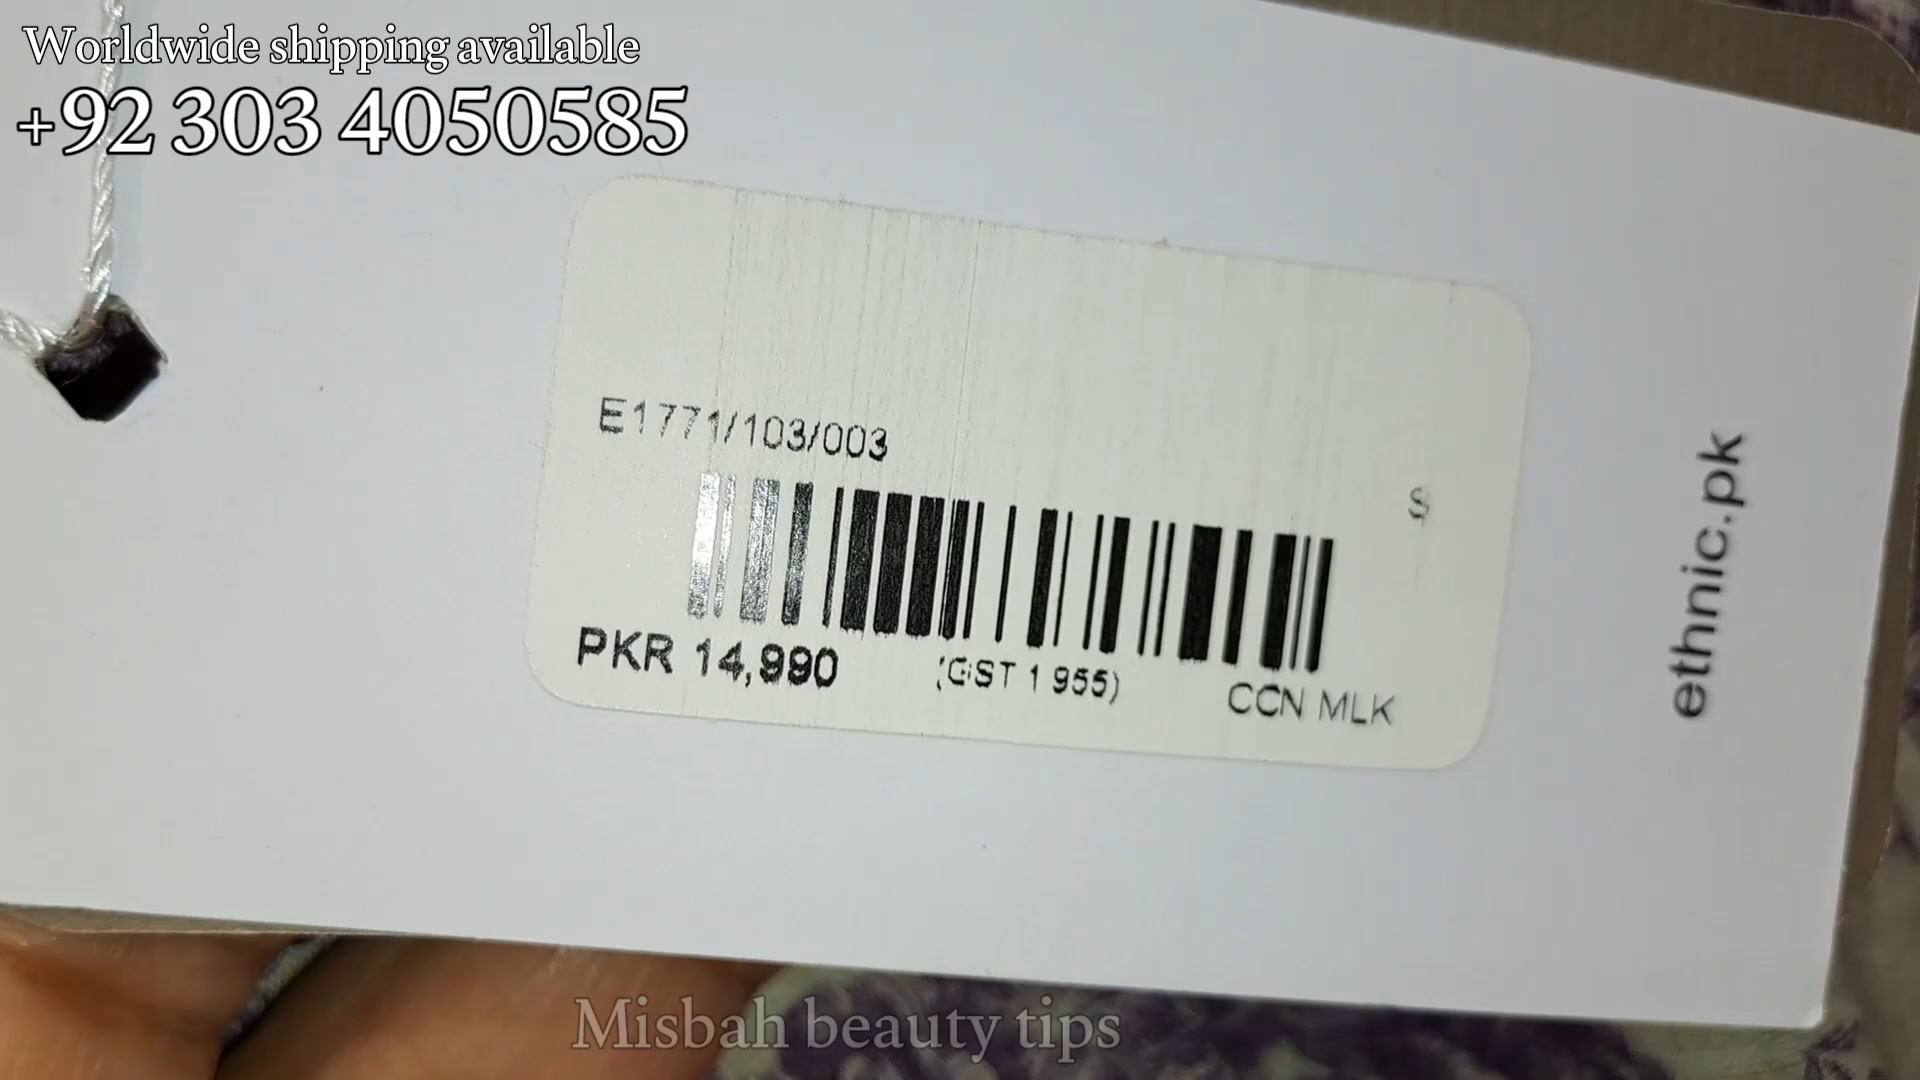 Worldwide shipping available
+92 303 4050585
E1771/103/003
S
PKR 14,990
(GST 1 955)
CCN MLK
ethnic.pk
Misbah beauty tips